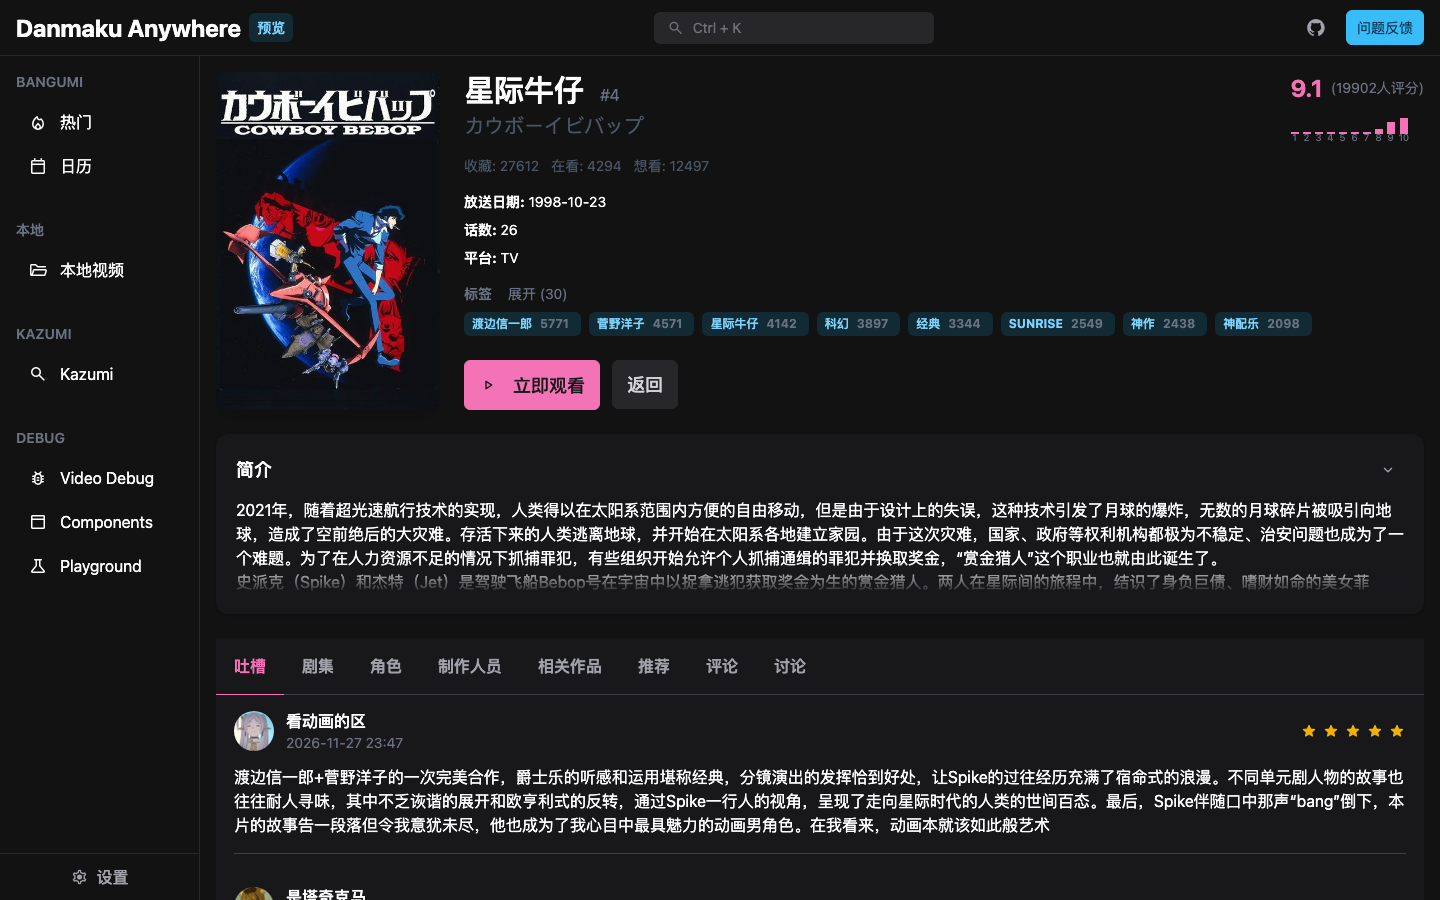 Danmaku Anywhere 预览
Ctrl + K
问题反馈
BANGUMI
热门
日历
本地
本地视频
KAZUMI
Kazumi
DEBUG
Video Debug
Components
Playground
设置
カウボーイビバップ
COWBOY BEBOP
星际牛仔 #4
カウボーイビバップ
收藏: 27612 在看: 4294 想看: 12497
放送日期: 1998-10-23
话数: 26
平台: TV
标签 展开 (30)
渡边信一郎 5771 菅野洋子 4571 星际牛仔 4142 科幻 3897 经典 3344 SUNRISE 2549 神作 2438 神配乐 2098
立即观看 返回
9.1 (19902人评分)
1 2 3 4 5 6 7 8 9 10
简介
2021年，随着超光速航行技术的实现，人类得以在太阳系范围内方便的自由移动，但是由于设计上的失误，这种技术引发了月球的爆炸，无数的月球碎片被吸引向地
球，造成了空前绝后的大灾难。存活下来的人类逃离地球，并开始在太阳系各地建立家园。由于这次灾难，国家、政府等权利机构都极为不稳定、治安问题也成为了一
个难题。为了在人力资源不足的情况下抓捕罪犯，有些组织开始允许个人抓捕通缉的罪犯并换取奖金，“赏金猎人”这个职业也就由此诞生了。
史派克（Spike）和杰特（Jet）是驾驶飞船Bebop号在宇宙中以捉拿逃犯获取奖金为生的赏金猎人。两人在星际间的旅程中，结识了身负巨债、嗜财如命的美女菲
吐槽 剧集 角色 制作人员 相关作品 推荐 评论 讨论
看动画的区
2026-11-27 23:47
渡边信一郎+菅野洋子的一次完美合作，爵士乐的听感和运用堪称经典，分镜演出的发挥恰到好处，让Spike的过往经历充满了宿命式的浪漫。不同单元剧人物的故事也
往往耐人寻味，其中不乏诙谐的展开和欧亨利式的反转，通过Spike一行人的视角，呈现了走向星际时代的人类的世间百态。最后，Spike伴随口中那声“bang”倒下，本
片的故事告一段落但令我意犹未尽，他也成为了我心目中最具魅力的动画男角色。在我看来，动画本就该如此般艺术
是塔奇克马